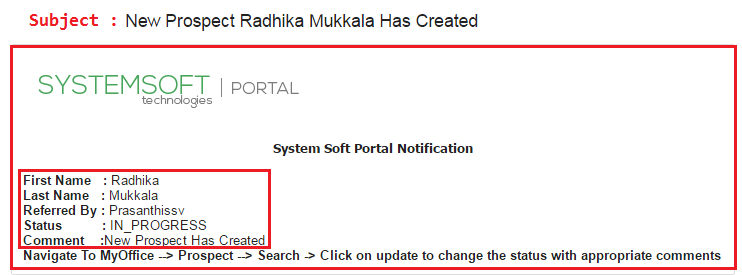 Subject : New Prospect Radhika Mukkala Has Created
SYSTEMSOFT | PORTAL
technologies
System Soft Portal Notification
First Name : Radhika
Last Name : Mukkala
Referred By : Prasanthissv
Status : IN_PROGRESS
Comment :New Prospect Has Created
Navigate To MyOffice --> Prospect --> Search -> Click on update to change the status with appropriate comments